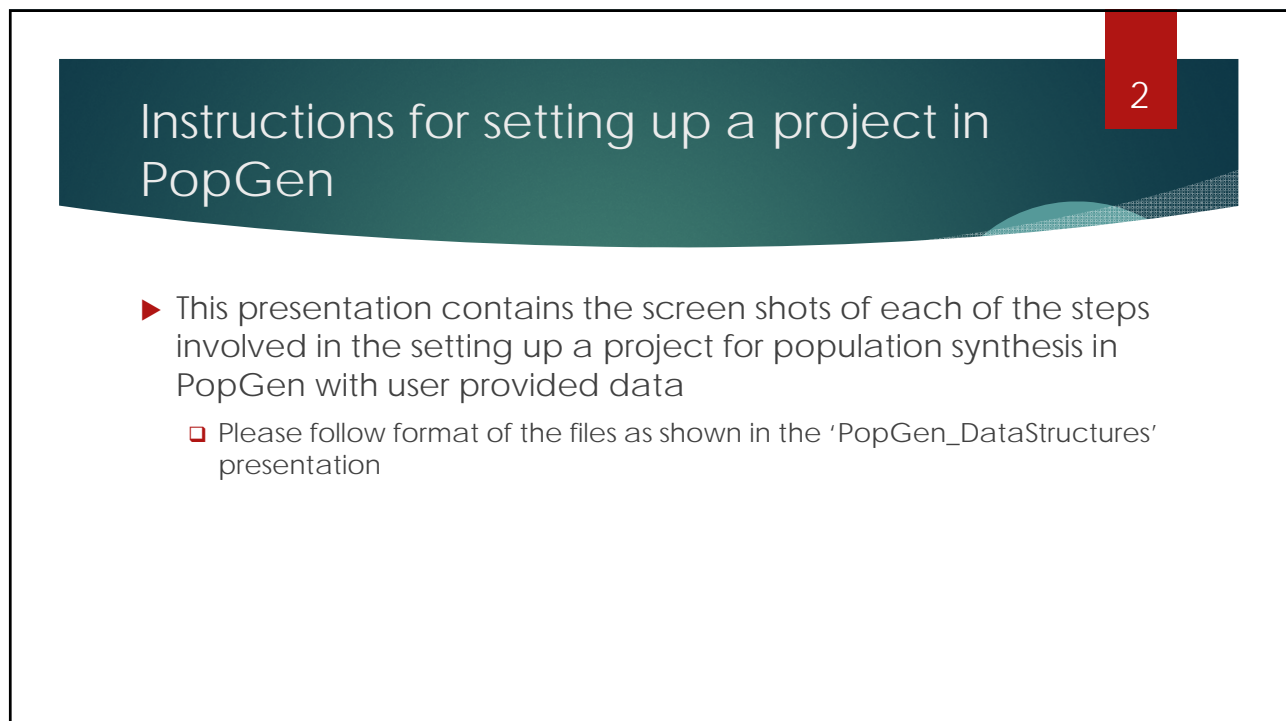 2
Instructions for setting up a project in
PopGen
This presentation contains the screen shots of each of the steps
involved in the setting up a project for population synthesis in
PopGen with user provided data
Please follow format of the files as shown in the ‘PopGen_DataStructures’
presentation